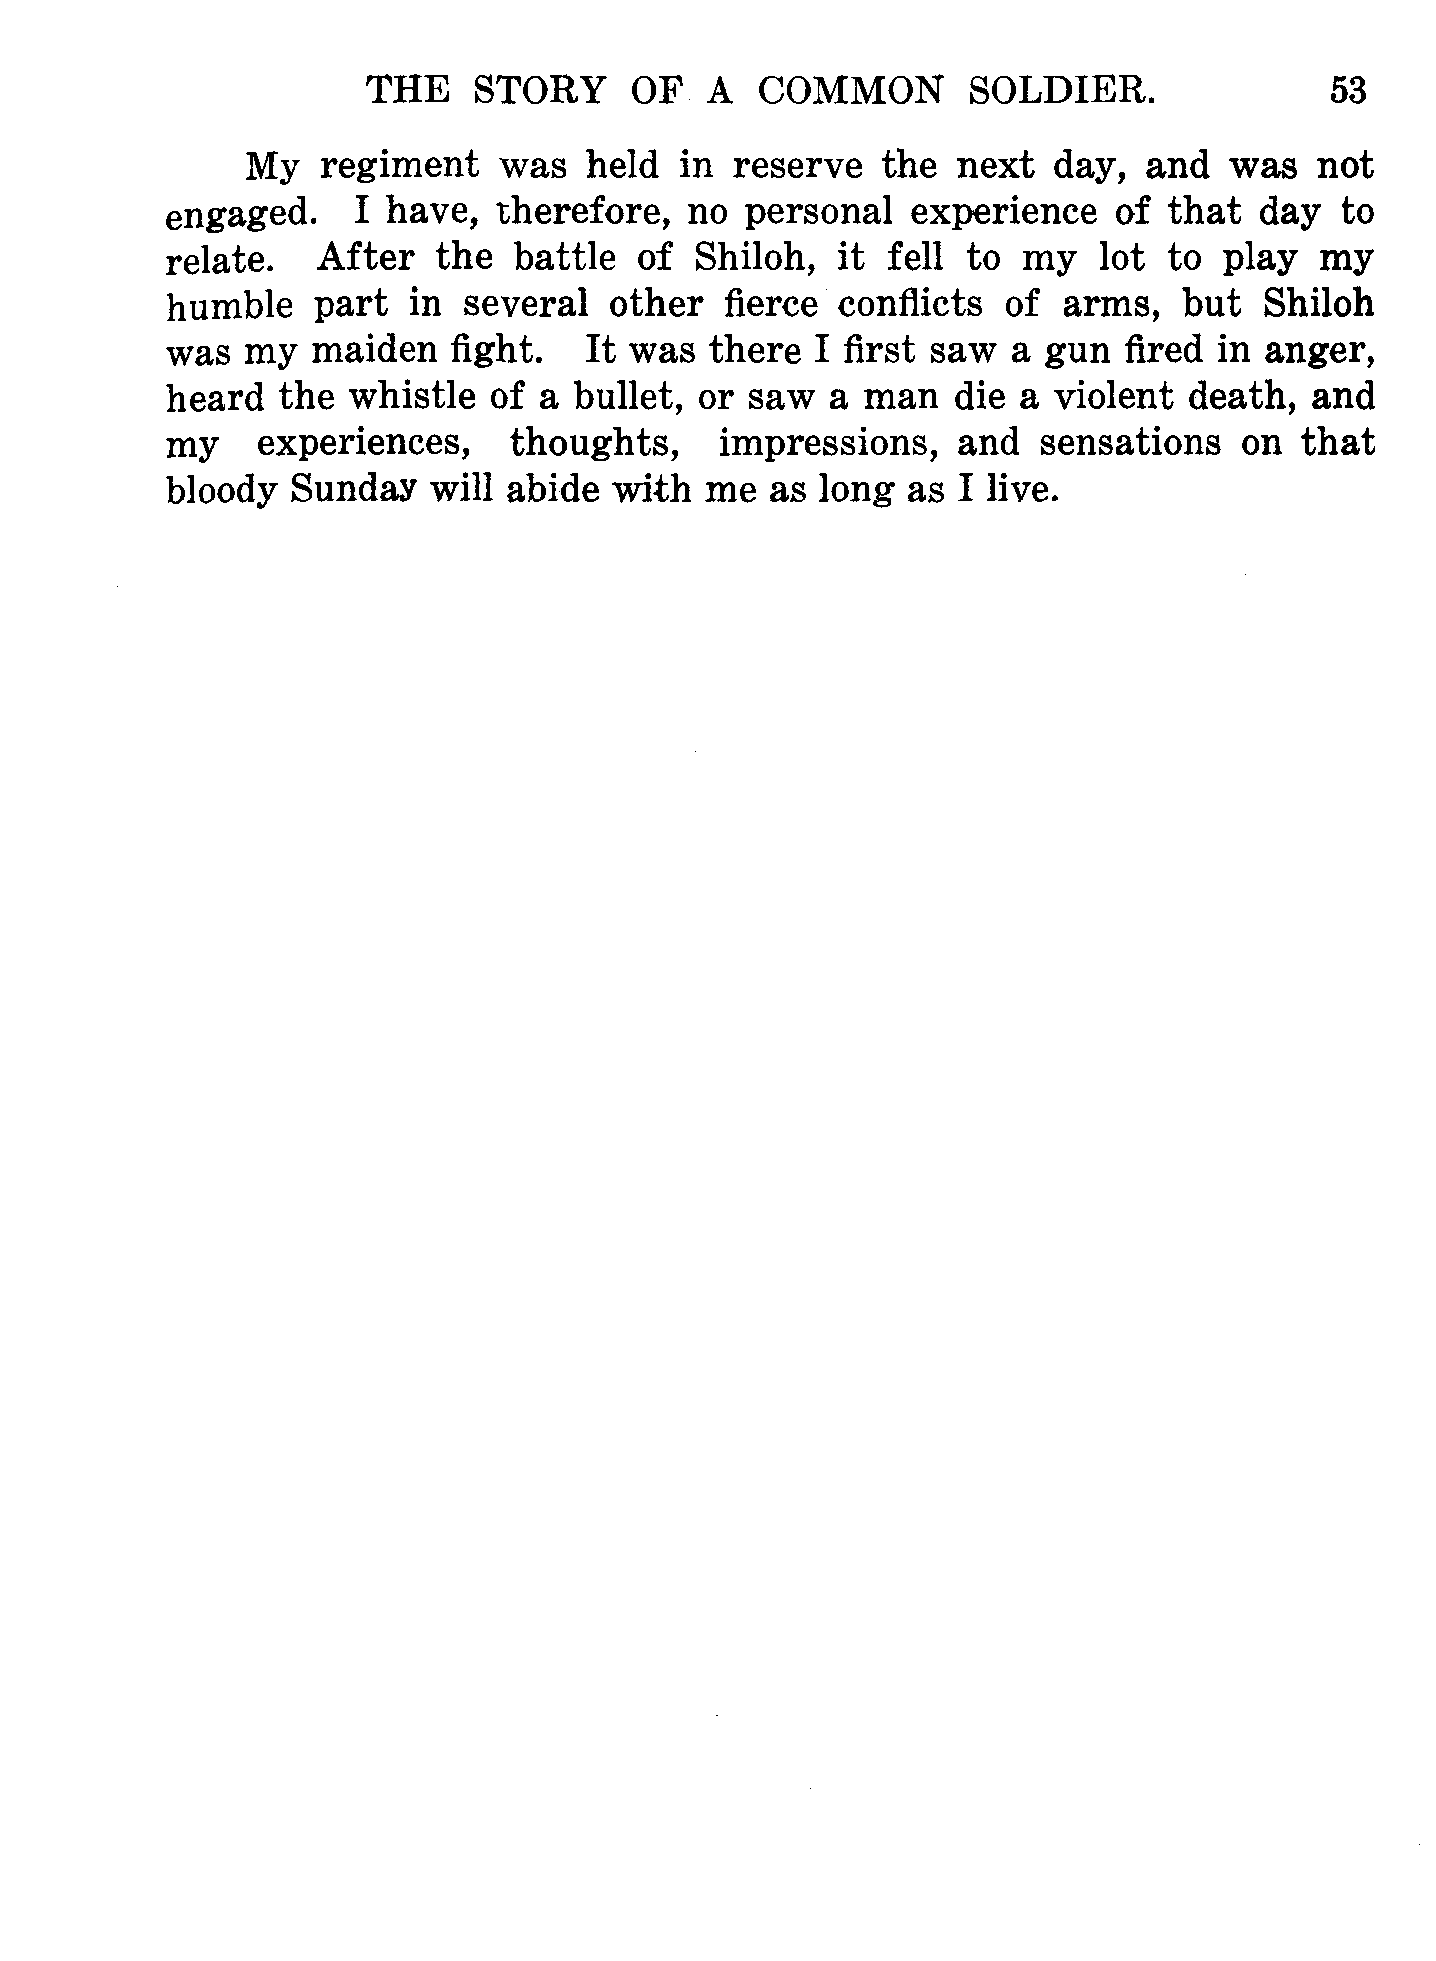 THE STORY OF A COMMON SOLDIER. 53
My regiment was held in reserve the next day, and was not
engaged. I have, therefore, no personal experience of that day to
relate. After the battle of Shiloh, it fell to my lot to play my
humble part in several other fierce conflicts of arms, but Shiloh
was my maiden fight. It was there I first saw a gun fired in anger,
heard the whistle of a bullet, or saw a man die a violent death, and
my experiences, thoughts, impressions, and sensations on that
bloody Sunday will abide with me as long as I live.